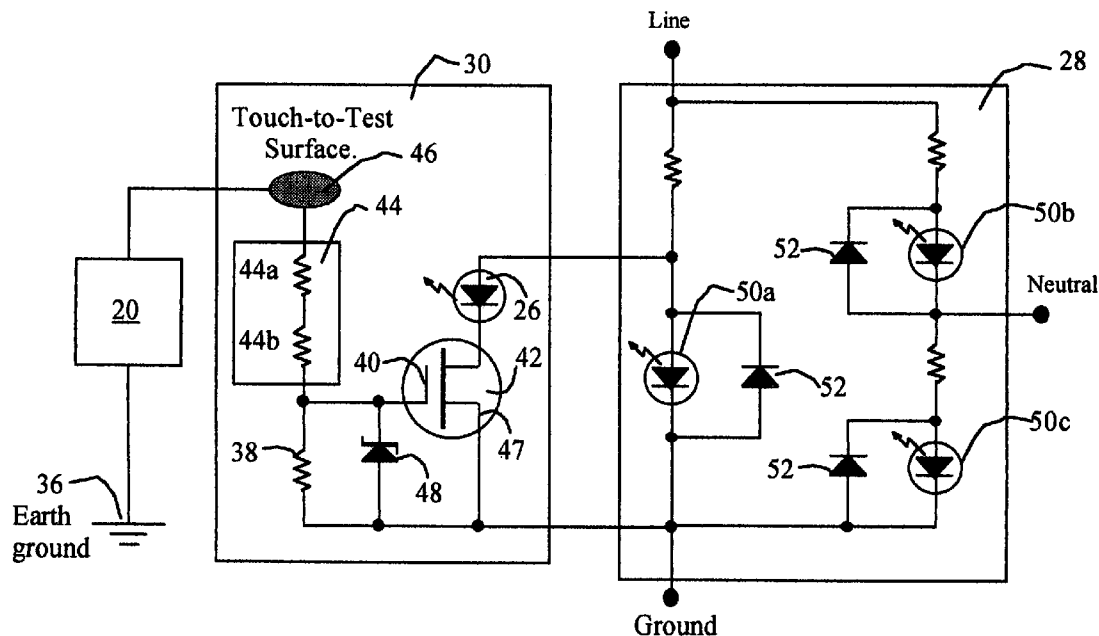 Line
30
28
Touch-to-Test
Surface.
46
44
44a
44b
50b
52
26
Neutral
20
50a
40
42
52
47
50c
38
48
52
36
Earth
ground
Ground